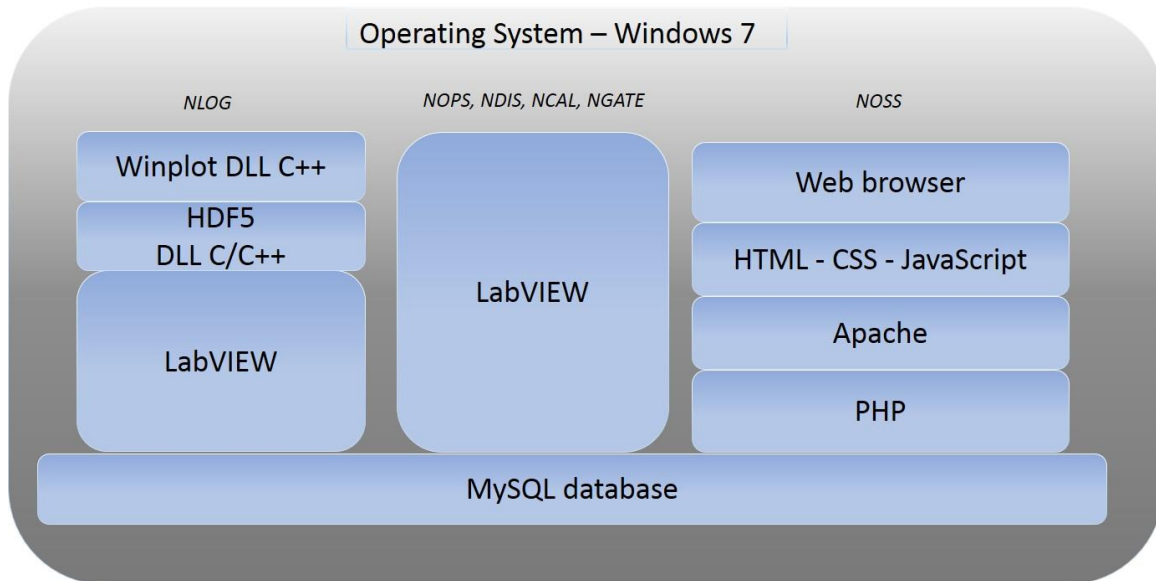 Operating System – Windows 7
NLOG
NOPS, NDIS, NCAL, NGATE
NOSS
Winplot DLL C++
HDF5
DLL C/C++
LabVIEW
LabVIEW
Web browser
HTML - CSS - JavaScript
Apache
PHP
MySQL database